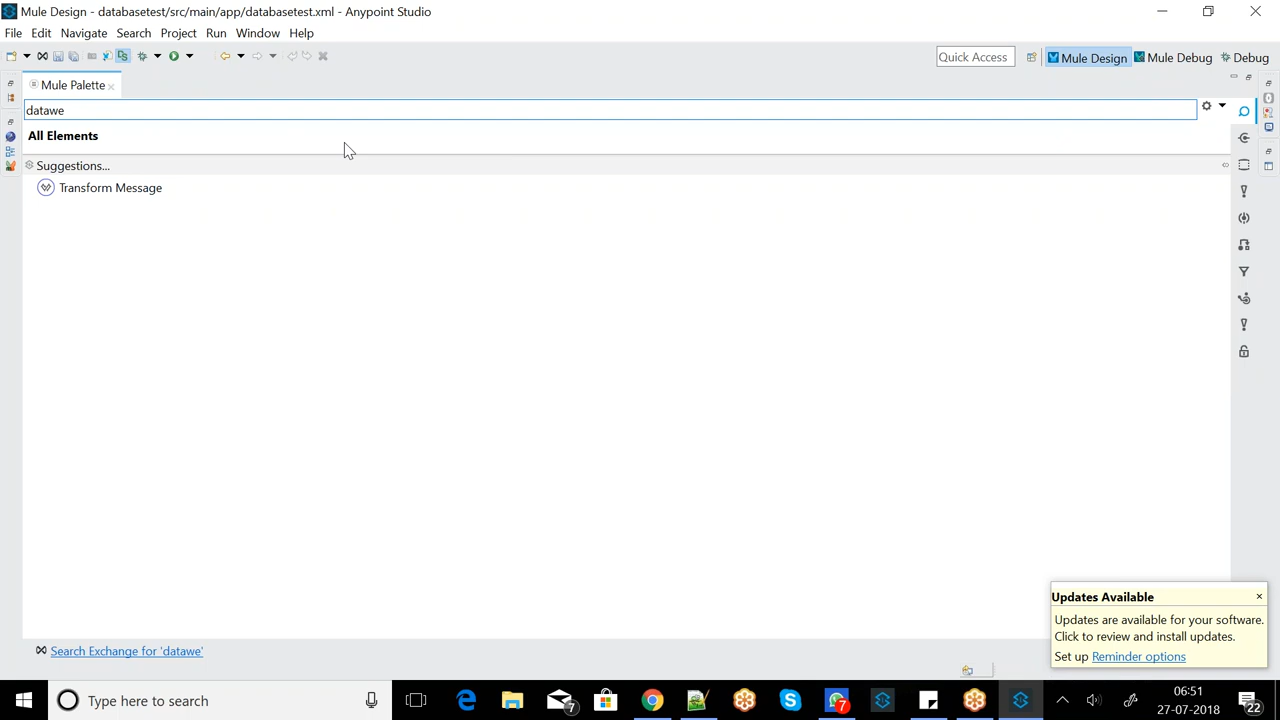 Mule Design - databasetest/src/main/app/databasetest.xml - Anypoint Studio
File Edit Navigate Search Project Run Window Help
Quick Access
Mule Design
Mule Debug
Debug
Mule Palette
datawe
All Elements
Suggestions...
Transform Message
Updates Available
Updates are available for your software.
Click to review and install updates.
Set up Reminder options
Search Exchange for 'datawe'
Type here to search
7
7
06:51
27-07-2018
22